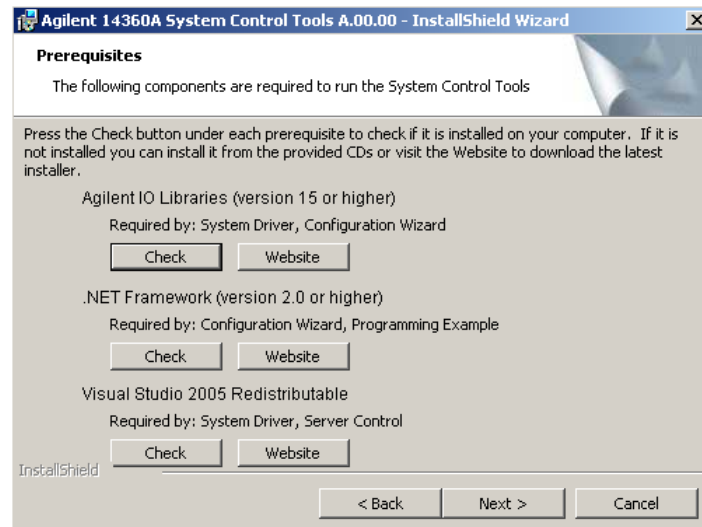 Agilent 14360A System Control Tools A.00.00 - InstallShield Wizard
Prerequisites
The following components are required to run the System Control Tools
Press the Check button under each prerequisite to check if it is installed on your computer.  If it is
not installed you can install it from the provided CDs or visit the Website to download the latest
installer.
Agilent IO Libraries (version 15 or higher)
Required by: System Driver, Configuration Wizard
Check Website
.NET Framework (version 2.0 or higher)
Required by: Configuration Wizard, Programming Example
Check Website
Visual Studio 2005 Redistributable
Required by: System Driver, Server Control
Check Website
InstallShield
< Back Next > Cancel